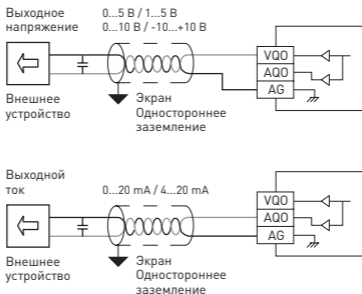 Выходное
напряжение
0...5 В / 1...5 В
0...10 В / -10...+10 В
VQO
AQO
AG
Внешнее
устройство
Экран
Одностороннее
заземление
Выходной
ток
0...20 mA / 4...20 mA
VQO
AQO
AG
Внешнее
устройство
Экран
Одностороннее
заземление